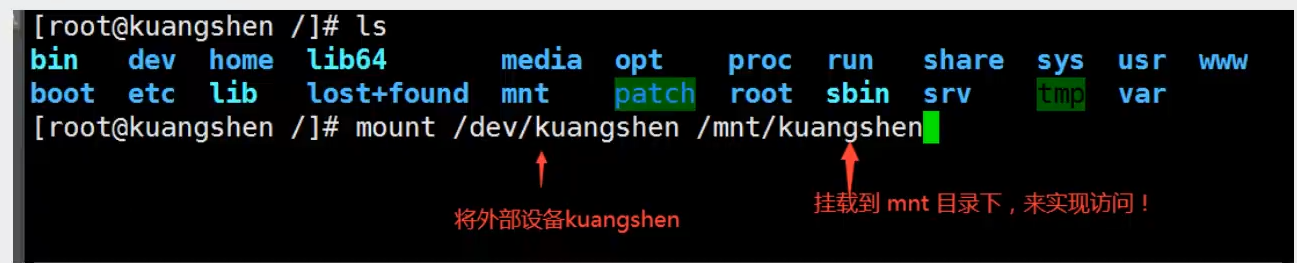 [root@kuangshen /]# ls
bin dev home lib64 media opt proc run share sys usr www
boot etc lib lost+found mnt patch root sbin srv tmp var
[root@kuangshen /]# mount /dev/kuangshen /mnt/kuangshen
将外部设备kuangshen
挂载到 mnt 目录下，来实现访问！